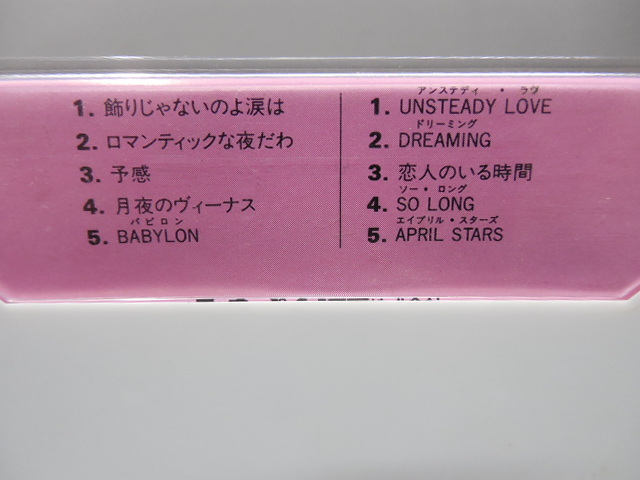 1. 飾りじゃないのよ涙は
2. ロマンティックな夜だわ
3. 予感
4. 月夜のヴィーナス
バビロン
5. BABYLON
アンステディ・ラヴ
1. UNSTEADY LOVE
ドリーミング
2. DREAMING
3. 恋人のいる時間
ソー・ロング
4. SO LONG
エイプリル・スターズ
5. APRIL STARS